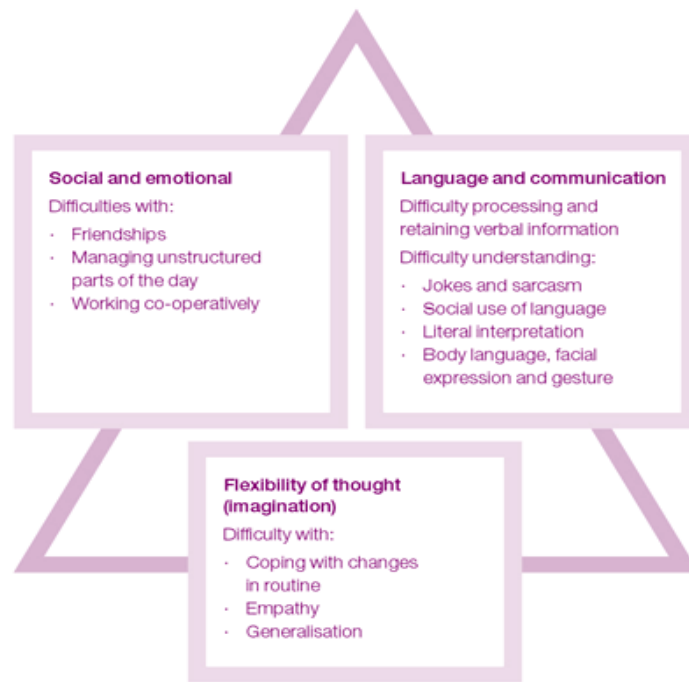 Social and emotional
Difficulties with:
· Friendships
· Managing unstructured
parts of the day
· Working co-operatively
Language and communication
Difficulty processing and
retaining verbal information
Difficulty understanding:
· Jokes and sarcasm
· Social use of language
· Literal interpretation
· Body language, facial
expression and gesture
Flexibility of thought
(imagination)
Difficulty with:
· Coping with changes
in routine
· Empathy
· Generalisation